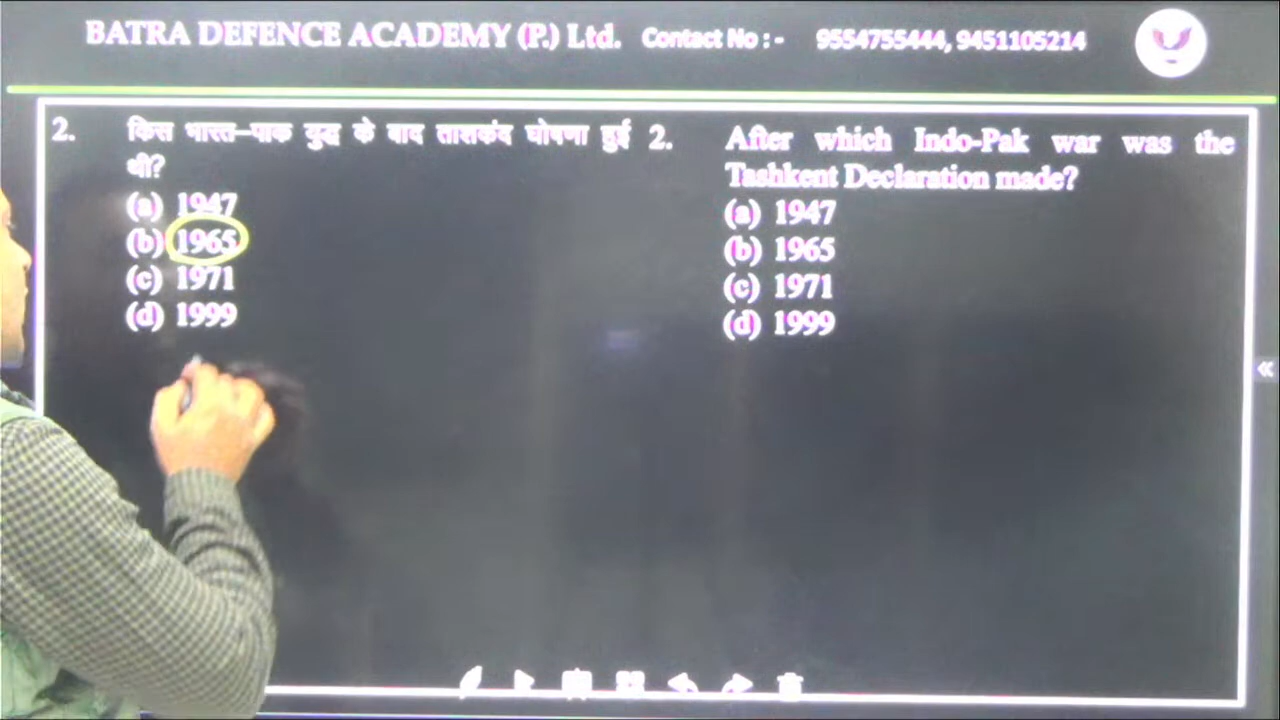 BATRA DEFENCE ACADEMY (P.) Ltd. Contact No :- 9554755444, 9451105214
2. किस भारत–पाक युद्ध के बाद ताशकंद घोषणा हुई
थी?
(a) 1947
(b) 1965
(c) 1971
(d) 1999
2. After which Indo-Pak war was the
Tashkent Declaration made?
(a) 1947
(b) 1965
(c) 1971
(d) 1999